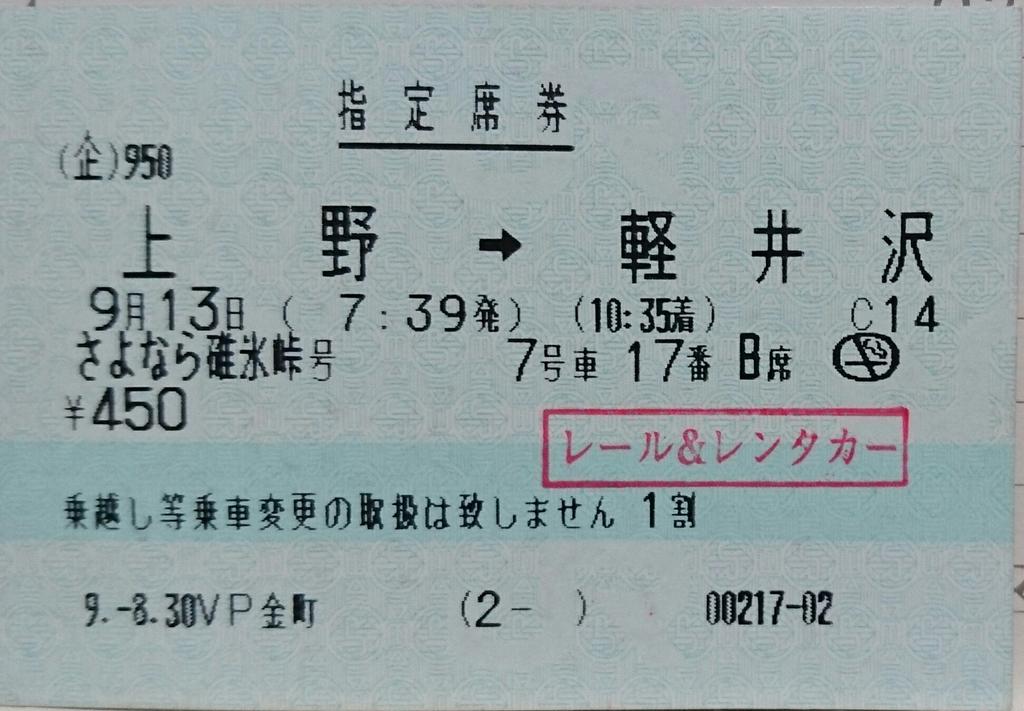 指定席券
(企)950
上野 → 軽井沢
9月13日 ( 7:39発) (10:35着) C14
さよなら碓氷峠号 7号車 17番 B席
¥450
レール&レンタカー
乗越し等乗車変更の取扱は致しません 1割
9.-8.30VP金町 (2- ) 00217-02